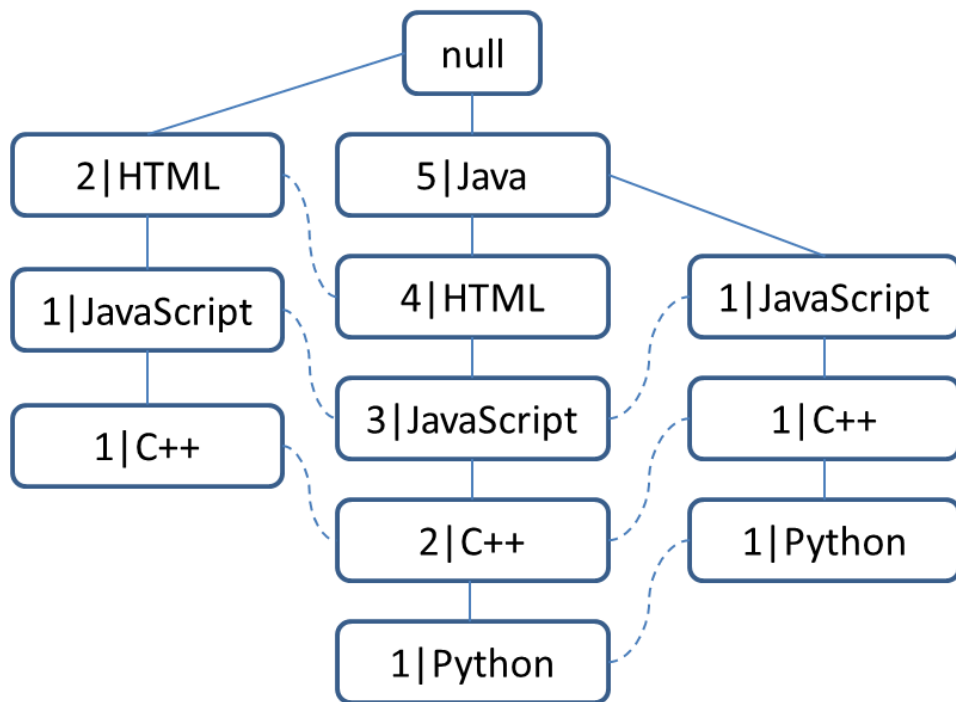 null
2|HTML
5|Java
1|JavaScript
4|HTML
1|JavaScript
1|C++
3|JavaScript
1|C++
2|C++
1|Python
1|Python